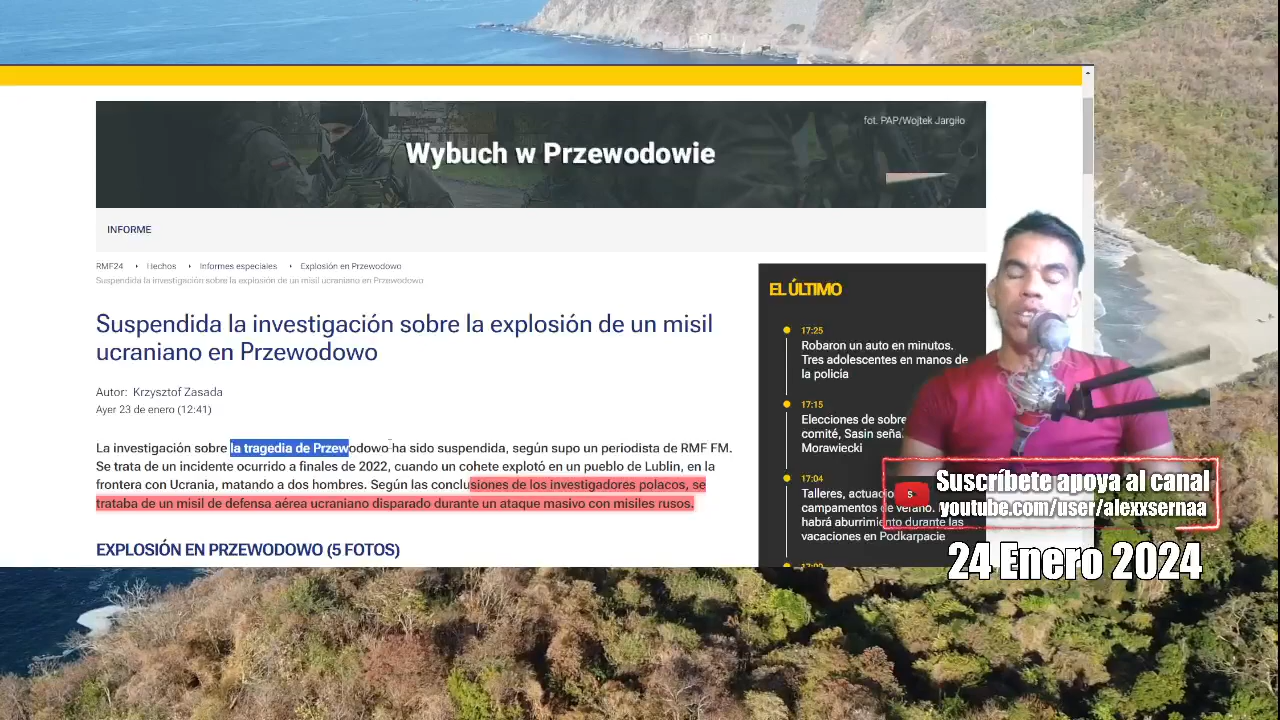 fot. PAP/Wojtek Jargiło
Wybuch w Przewodowie
INFORME
RMF24 • Hechos • Informes especiales • Explosión en Przewodowo
Suspendida la investigación sobre la explosión de un misil ucraniano en Przewodowo
Suspendida la investigación sobre la explosión de un misil
ucraniano en Przewodowo
Autor: Krzysztof Zasada
Ayer 23 de enero (12:41)
La investigación sobre la tragedia de Przewodowo ha sido suspendida, según supo un periodista de RMF FM.
Se trata de un incidente ocurrido a finales de 2022, cuando un cohete explotó en un pueblo de Lublin, en la
frontera con Ucrania, matando a dos hombres. Según las conclusiones de los investigadores polacos, se
trataba de un misil de defensa aérea ucraniano disparado durante un ataque masivo con misiles rusos.
EXPLOSIÓN EN PRZEWODOWO (5 FOTOS)
EL ÚLTIMO
17:25
Robaron un auto en minutos.
Tres adolescentes en manos de
la policía
17:15
Elecciones de sobre
comité, Sasin seña
Morawiecki
17:04
Talleres, actuacio
campamentos de verano.
habrá aburrimiento durante las
vacaciones en Podkarpacie
17:00
S
Suscríbete apoya al canal
youtube.com/user/alexxsernaa
24 Enero 2024